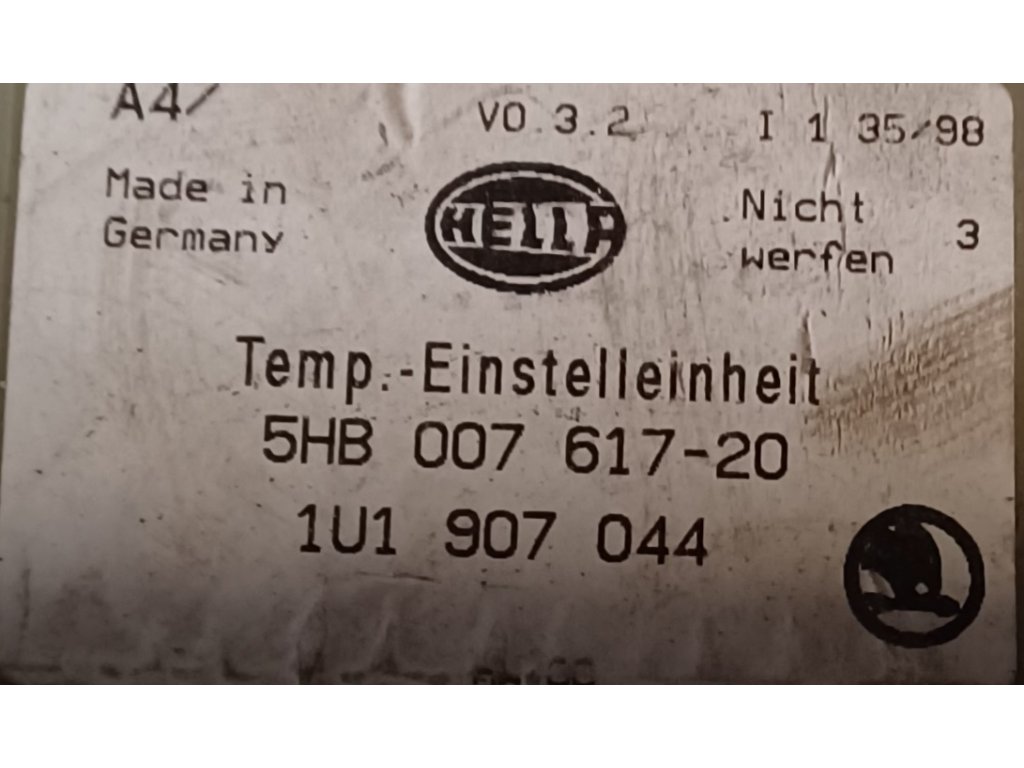 A4/ V0.3.2 I 1 35/98
Made in
Germany
HELLA
Nicht
werfen
3
Temp.-Einstelleinheit
5HB 007 617-20
1U1 907 044